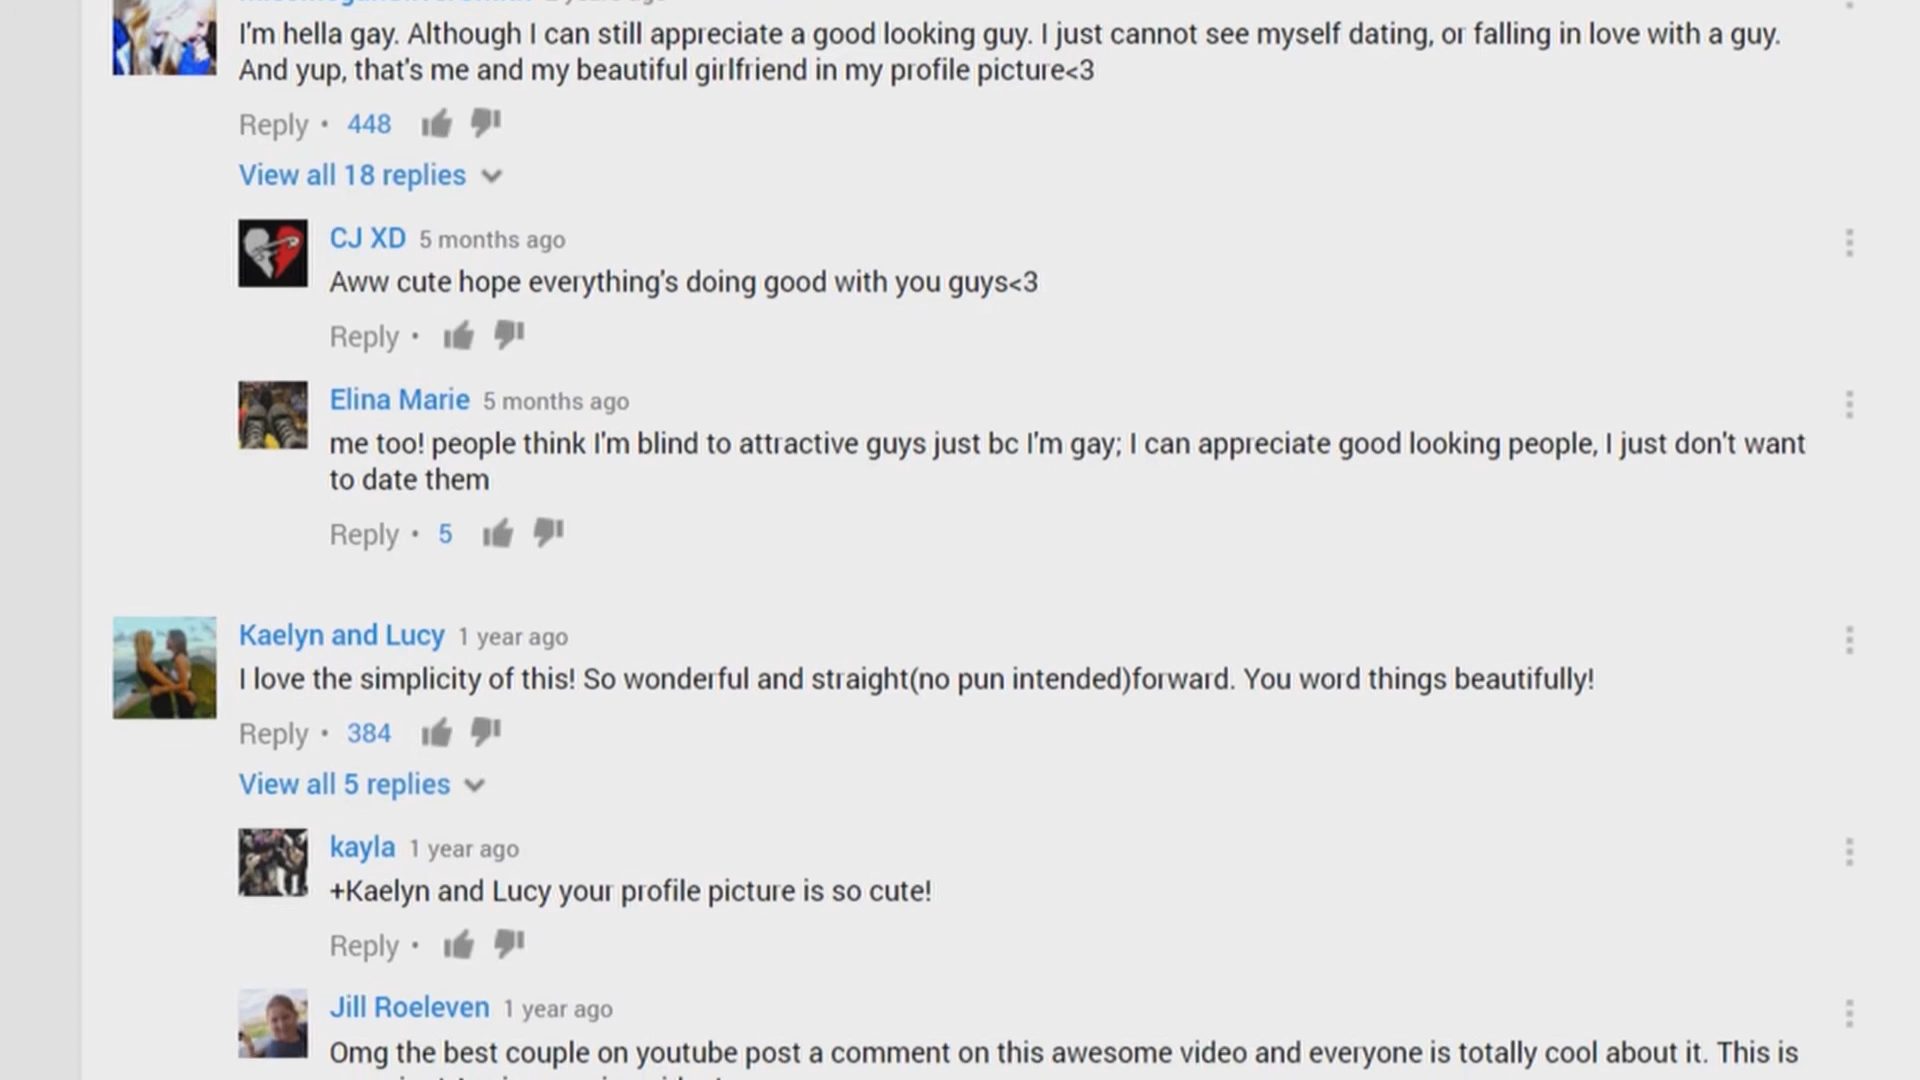 I'm hella gay. Although I can still appreciate a good looking guy. I just cannot see myself dating, or falling in love with a guy.
And yup, that's me and my beautiful girlfriend in my profile picture<3
Reply • 448
View all 18 replies
CJ XD 5 months ago
Aww cute hope everything's doing good with you guys<3
Reply •
Elina Marie 5 months ago
me too! people think I'm blind to attractive guys just bc I'm gay; I can appreciate good looking people, I just don't want
to date them
Reply • 5
Kaelyn and Lucy 1 year ago
I love the simplicity of this! So wonderful and straight(no pun intended)forward. You word things beautifully!
Reply • 384
View all 5 replies
kayla 1 year ago
+Kaelyn and Lucy your profile picture is so cute!
Reply •
Jill Roeleven 1 year ago
Omg the best couple on youtube post a comment on this awesome video and everyone is totally cool about it. This is